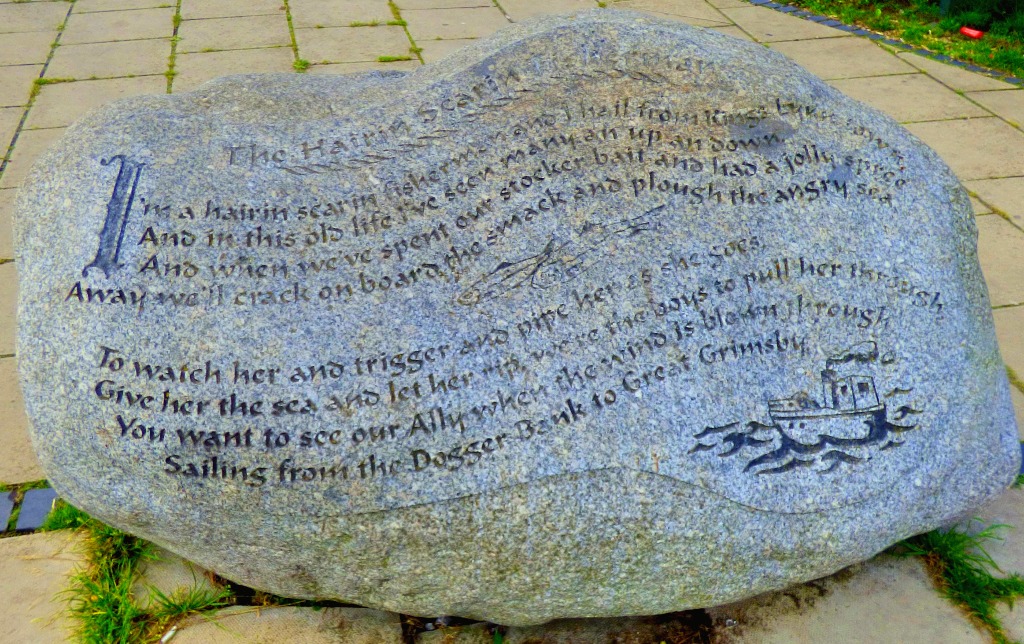 The Hairin Scarin Fisherman
I'm a hairin scarin fisherman and I hail from Kings Lynn town
And in this old life I've seen many an up an down
And when we've spent our stocker bait and had a jolly spree
Away we'll crack on board the smack and plough the angry sea
To watch her and trigger and pipe her as she goes
Give her the sea and let her rip, we're the boys to pull her through
You want to see our Ally when the wind is blown through
Sailing from the Dogger Bank to Great Grimsby